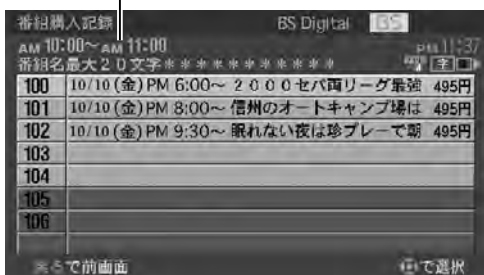 番組購入記録 BS Digital BS
AM 10:00～AM 11:00 PM 11:37
番組名最大20文字＊＊＊＊＊＊＊＊＊＊＊ 字
100 10/10(金)PM 6:00～ 2000セパ両リーグ最強 495円
101 10/10(金)PM 8:00～ 信州のオートキャンプ場は 495円
102 10/10(金)PM 9:30～ 眠れない夜は珍プレーで朝 495円
103
104
105
106
戻るで前画面 で選択